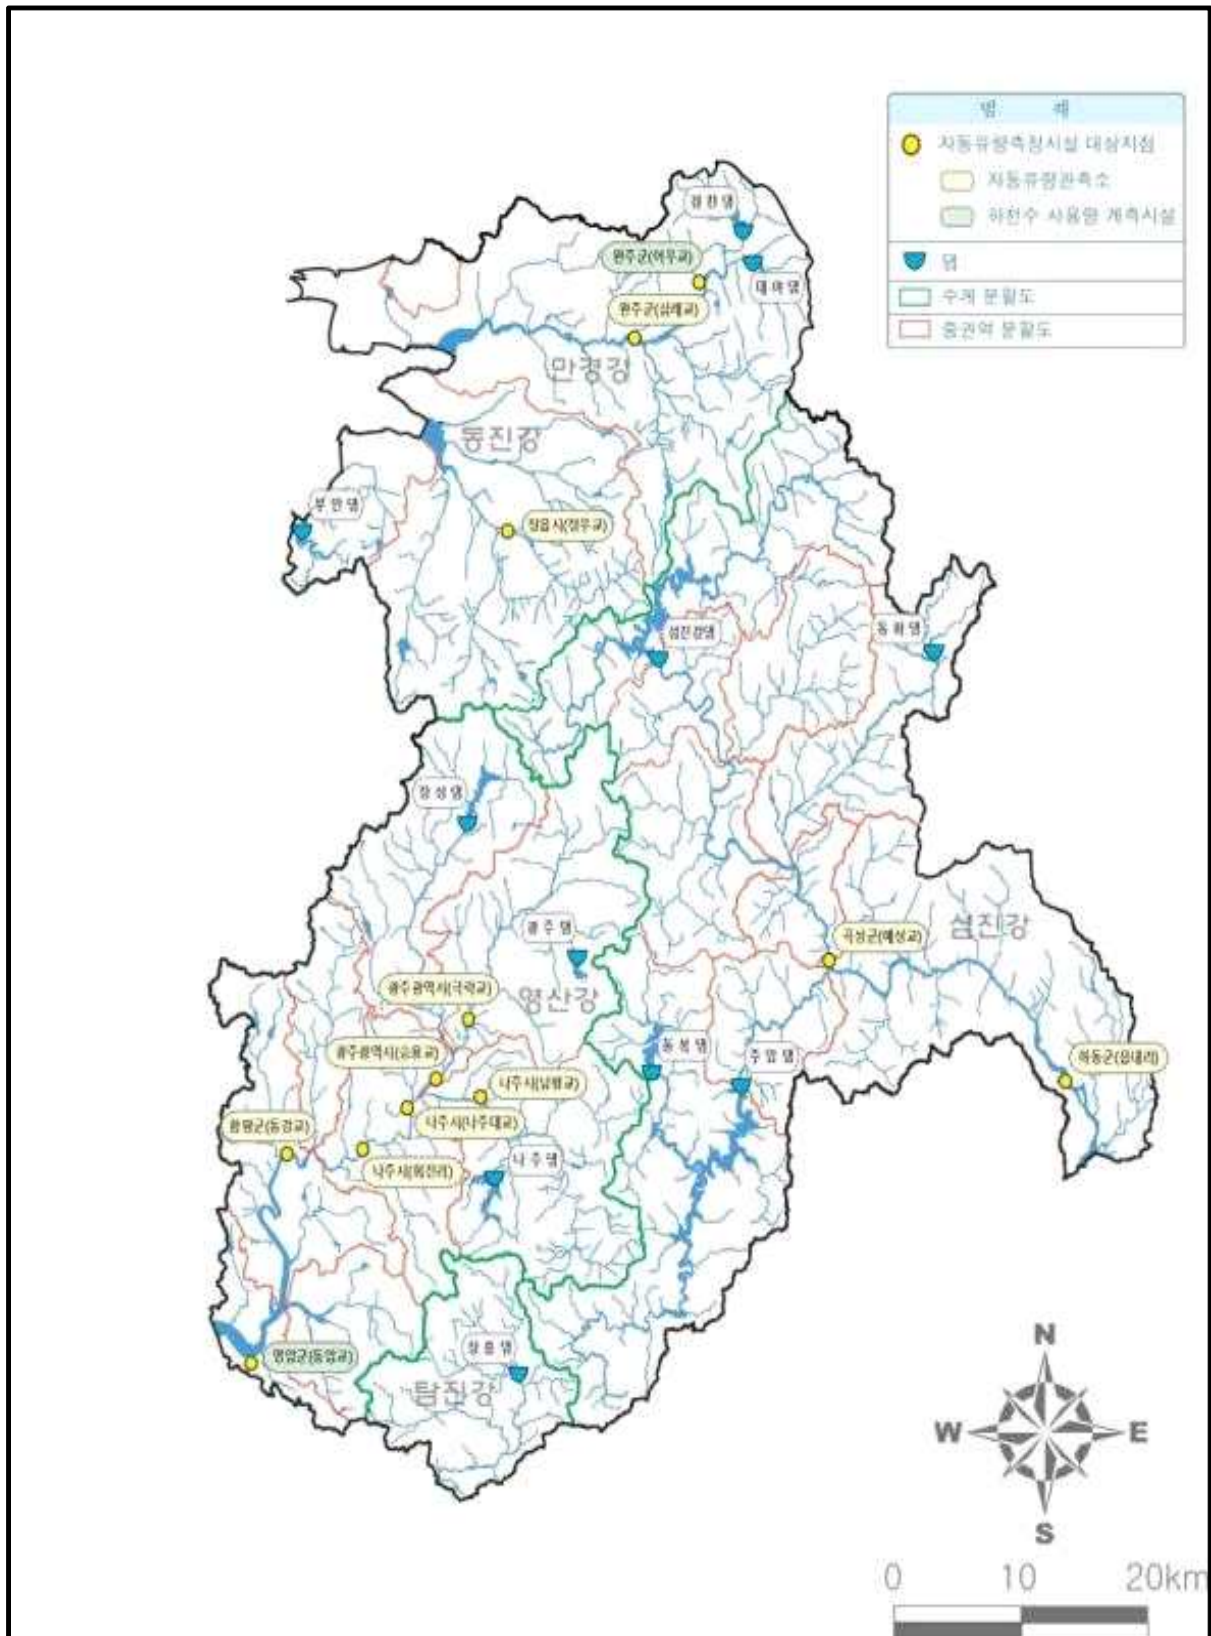 범 례
자동유량측정시설 대상지점
자동유량관측소
하천수 사용량 계측시설
댐
수계 분할도
중권역 분할도
경천댐
완주군(어우교)
대아댐
완주군(삼례교)
만경강
동진강
부안댐
정읍시(정우교)
섬진강댐
동화댐
장성댐
섬진강
광주댐
곡성군(예성교)
광주광역시(극락교)
영산강
동복댐
주암댐
하동군(읍내리)
광주광역시(승용교)
나주시(남평교)
나주시(나주대교)
함평군(동강교)
나주댐
나주시(회진리)
영암군(동암교)
장흥댐
탐진강
N
W E
S
0 10 20km